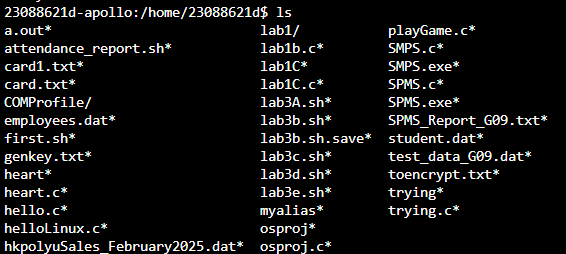 23088621d-apollo:/home/23088621d$ ls
a.out* lab1/ playGame.c*
attendance_report.sh* lab1b.c* SMPS.c*
card1.txt* lab1C* SMPS.exe*
card.txt* lab1C.c* SPMS.c*
COMProfile/ lab3A.sh* SPMS.exe*
employees.dat* lab3b.sh* SPMS_Report_G09.txt*
first.sh* lab3b.sh.save* student.dat*
genkey.txt* lab3c.sh* test_data_G09.dat*
heart* lab3d.sh* toencrypt.txt*
heart.c* lab3e.sh* trying*
hello.c* myalias* trying.c*
helloLinux.c* osproj*
hkpolyuSales_February2025.dat* osproj.c*